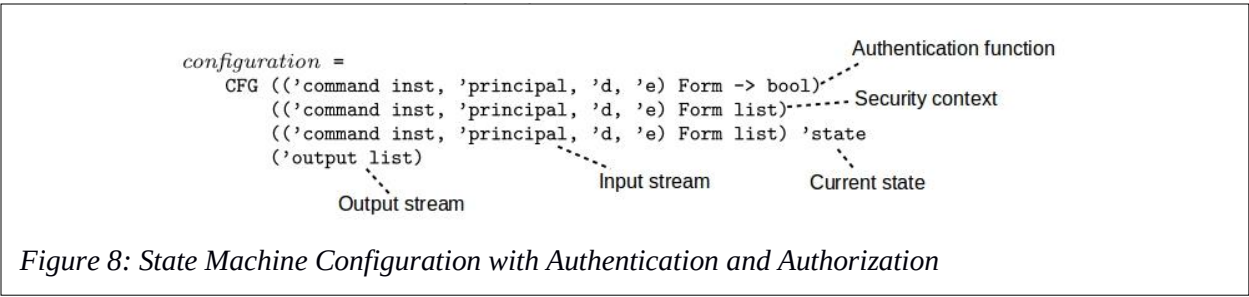 configuration =
CFG (('command inst, 'principal, 'd, 'e) Form -> bool)
(('command inst, 'principal, 'd, 'e) Form list)
(('command inst, 'principal, 'd, 'e) Form list) 'state
('output list)
Authentication function
Security context
Input stream
Current state
Output stream
Figure 8: State Machine Configuration with Authentication and Authorization